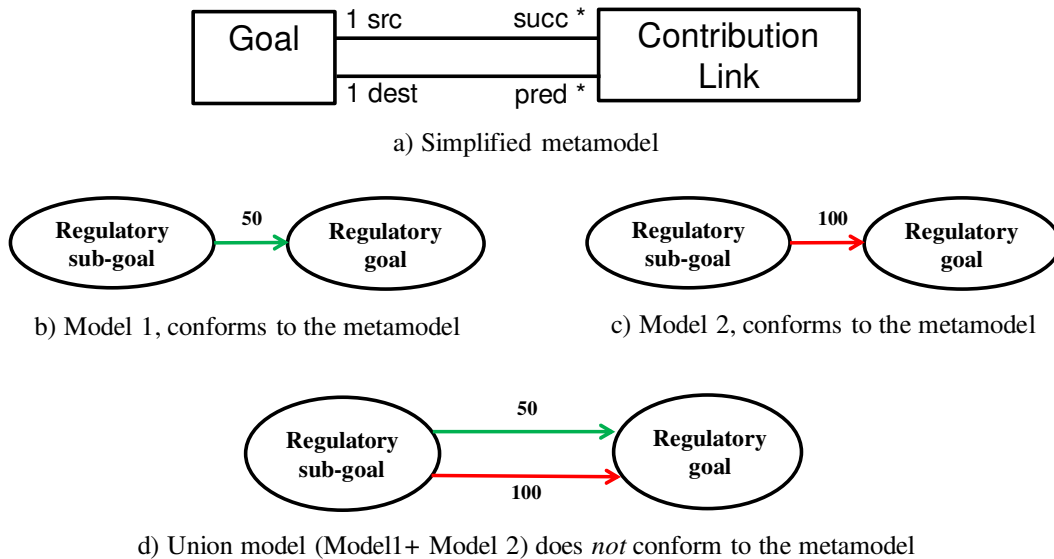 1 src
succ *
Goal
Contribution
Link
1 dest
pred *
a) Simplified metamodel
Regulatory
sub-goal
50
Regulatory
goal
Regulatory
sub-goal
100
Regulatory
goal
b) Model 1, conforms to the metamodel
c) Model 2, conforms to the metamodel
Regulatory
sub-goal
50
100
Regulatory
goal
d) Union model (Model1+ Model 2) does not conform to the metamodel